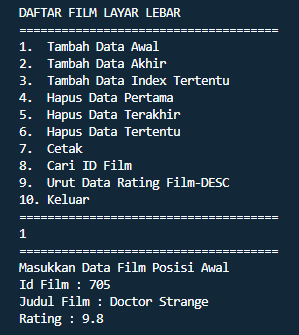 DAFTAR FILM LAYAR LEBAR
=====================================
1.  Tambah Data Awal
2.  Tambah Data Akhir
3.  Tambah Data Index Tertentu
4.  Hapus Data Pertama
5.  Hapus Data Terakhir
6.  Hapus Data Tertentu
7.  Cetak
8.  Cari ID Film
9.  Urut Data Rating Film-DESC
10. Keluar
=====================================
1
=====================================
Masukkan Data Film Posisi Awal
Id Film : 705
Judul Film : Doctor Strange
Rating : 9.8